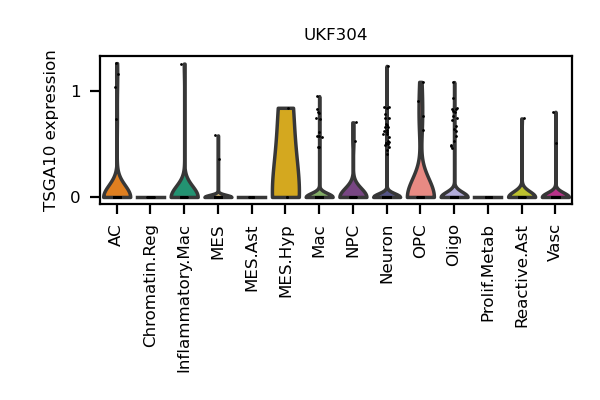 UKF304
TSGA10 expression
1
0
AC
Chromatin.Reg
Inflammatory.Mac
MES
MES.Ast
MES.Hyp
Mac
NPC
Neuron
OPC
Oligo
Prolif.Metab
Reactive.Ast
Vasc